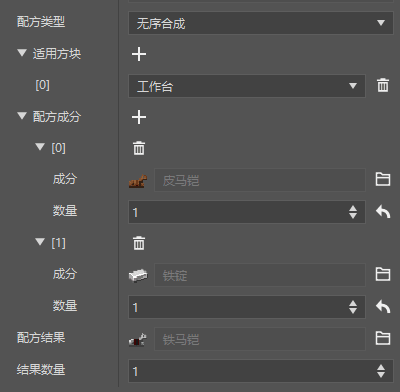 配方类型 无序合成
适用方块
[0] 工作台
配方成分
[0]
成分 皮马铠
数量 1
[1]
成分 铁锭
数量 1
配方结果 铁马铠
结果数量 1